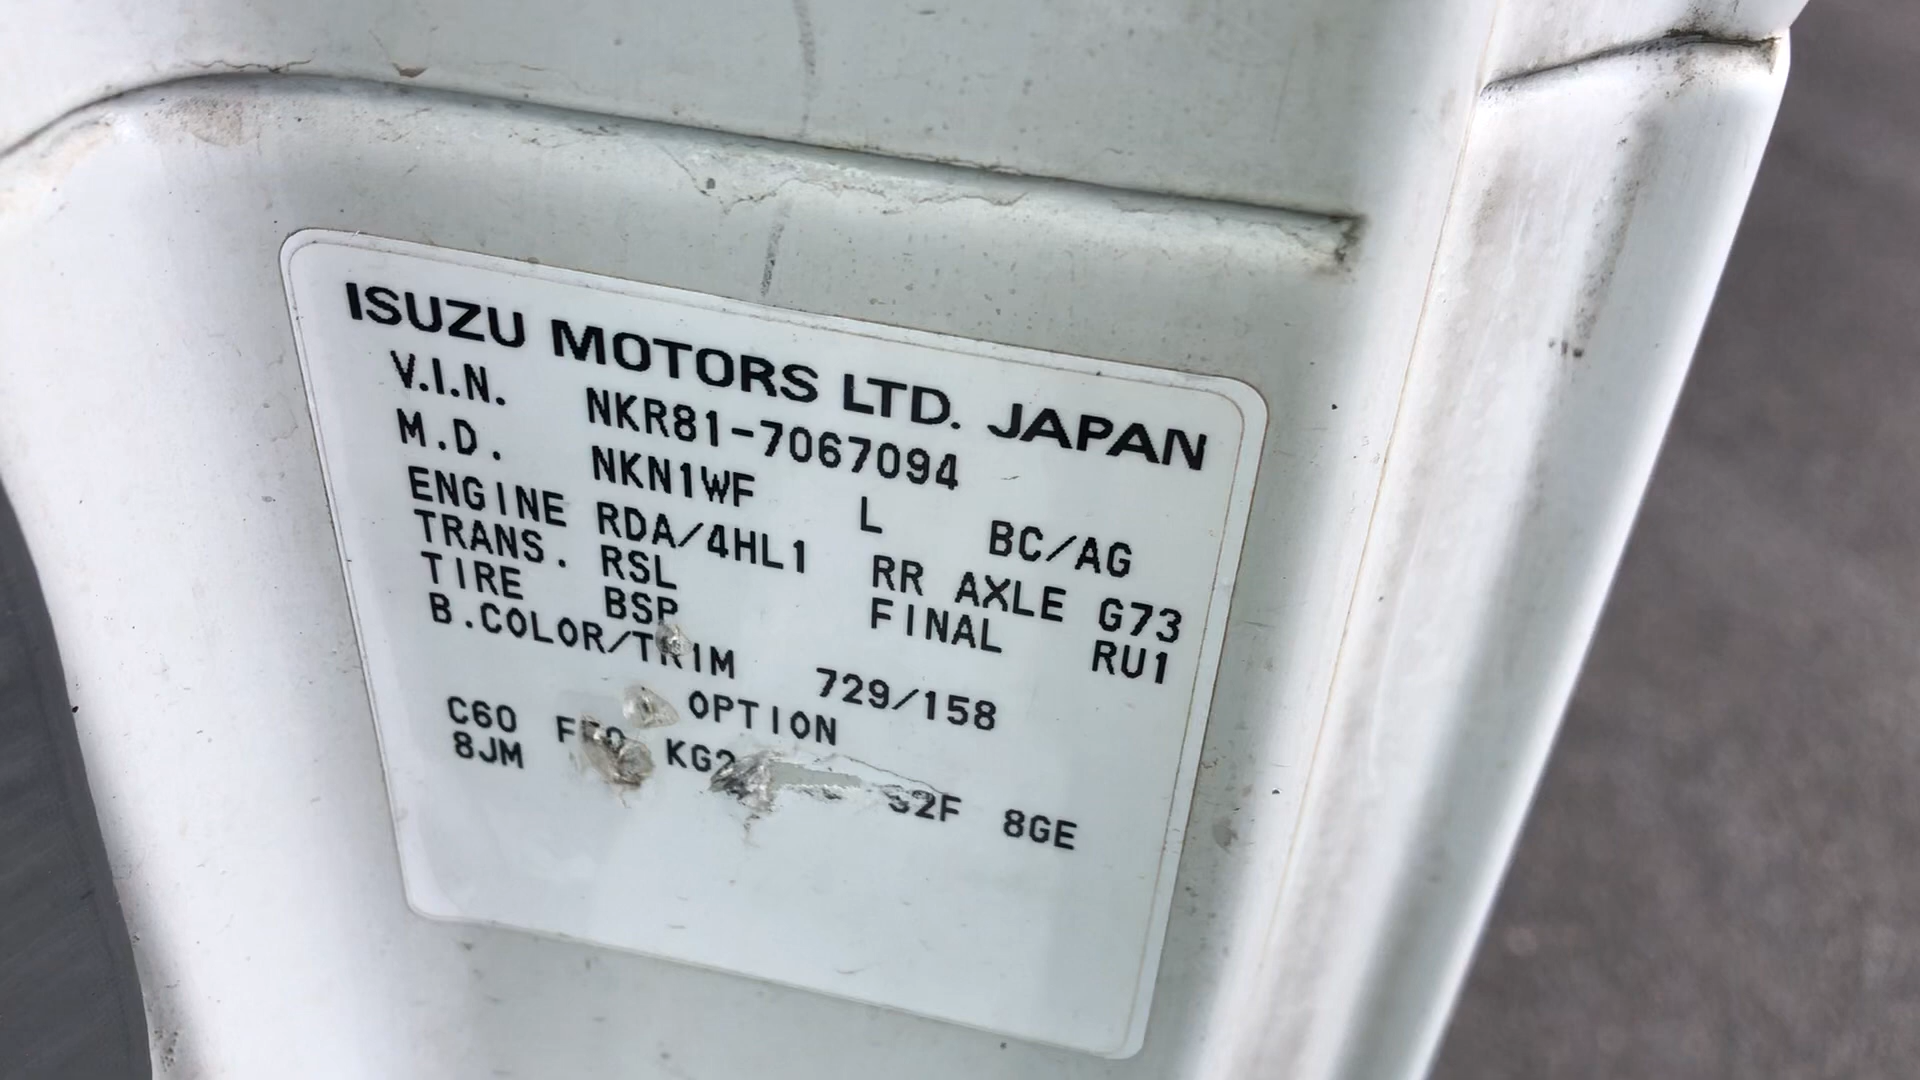 ISUZU MOTORS LTD. JAPAN
V.I.N. NKR81-7067094
M.D. NKN1WF L BC/AG
ENGINE RDA/4HL1 RR AXLE G73
TRANS. RSL FINAL RU1
TIRE BSP
B.COLOR/TRIM 729/158
OPTION
C60 KG2 8GE
8JM